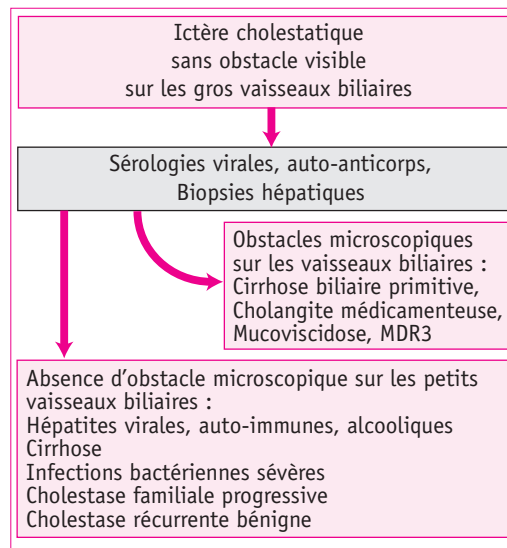 Ictère cholestatique
sans obstacle visible
sur les gros vaisseaux biliaires
Sérologies virales, auto-anticorps,
Biopsies hépatiques
Obstacles microscopiques
sur les vaisseaux biliaires :
Cirrhose biliaire primitive,
Cholangite médicamenteuse,
Mucoviscidose, MDR3
Absence d'obstacle microscopique sur les petits
vaisseaux biliaires :
Hépatites virales, auto-immunes, alcooliques
Cirrhose
Infections bactériennes sévères
Cholestase familiale progressive
Cholestase récurrente bénigne